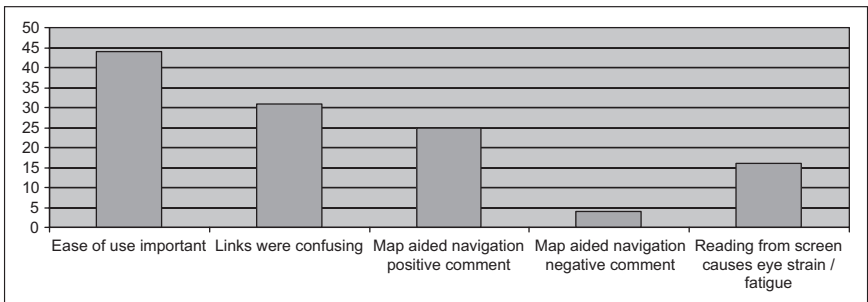 50
45
40
35
30
25
20
15
10
5
0
Ease of use important
Links were confusing
Map aided navigation
positive comment
Map aided navigation
negative comment
Reading from screen
causes eye strain /
fatigue